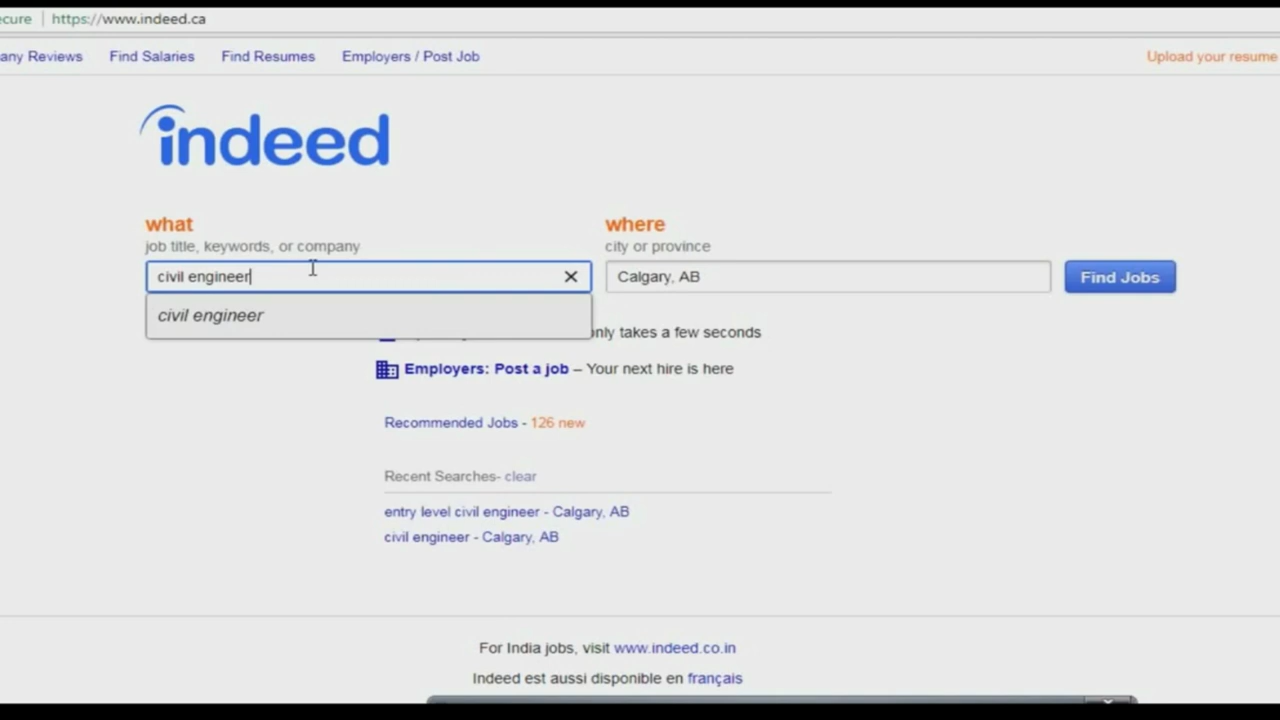 ecure | https://www.indeed.ca
any Reviews Find Salaries Find Resumes Employers / Post Job Upload your resume
indeed
what where
job title, keywords, or company city or province
civil engineer Calgary, AB Find Jobs
civil engineer
only takes a few seconds
Employers: Post a job – Your next hire is here
Recommended Jobs - 126 new
Recent Searches- clear
entry level civil engineer - Calgary, AB
civil engineer - Calgary, AB
For India jobs, visit www.indeed.co.in
Indeed est aussi disponible en français